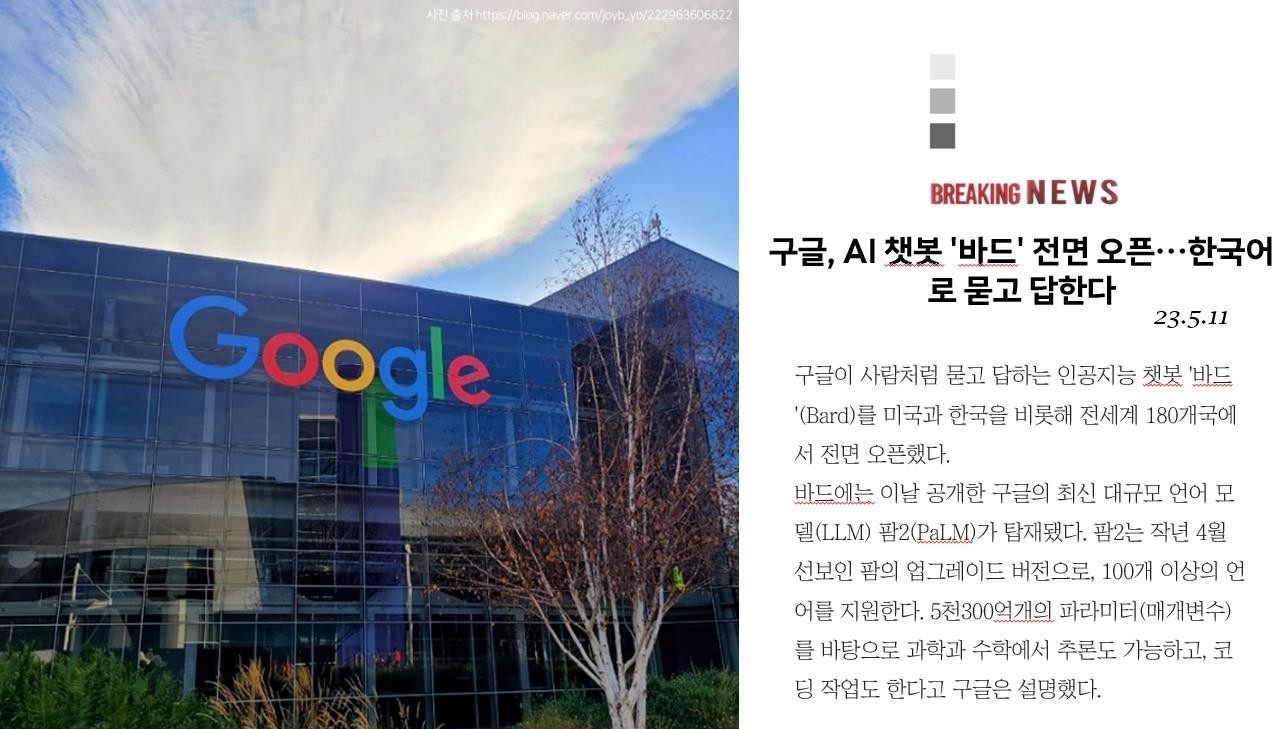 사진 출처 https://blog.naver.com/joyb_yo/222963606822
Google
BREAKING NEWS
구글, AI 챗봇 '바드' 전면 오픈…한국어
로 묻고 답한다
23.5.11
구글이 사람처럼 묻고 답하는 인공지능 챗봇 '바드
'(Bard)를 미국과 한국을 비롯해 전세계 180개국에
서 전면 오픈했다.
바드에는 이날 공개한 구글의 최신 대규모 언어 모
델(LLM) 팜2(PaLM)가 탑재됐다. 팜2는 작년 4월
선보인 팜의 업그레이드 버전으로, 100개 이상의 언
어를 지원한다. 5천300억개의 파라미터(매개변수)
를 바탕으로 과학과 수학에서 추론도 가능하고, 코
딩 작업도 한다고 구글은 설명했다.